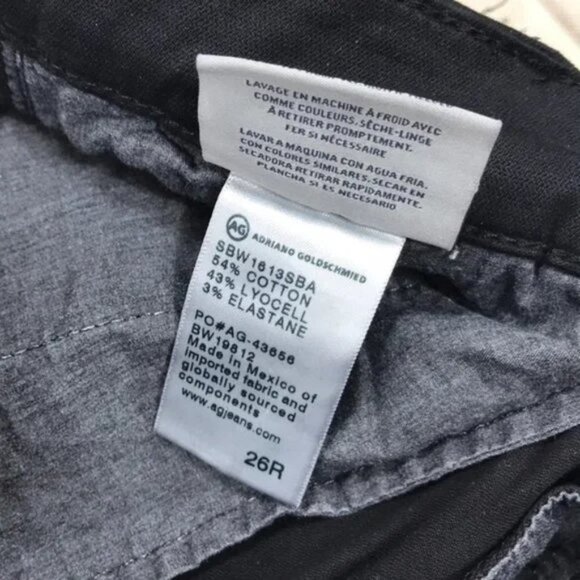 LAVAGE EN MACHINE À FROID AVEC
COMME COULEURS. SÈCHE-LINGE
À RETIRER PROMPTEMENT.
FER SI NÉCESSAIRE
LAVAR A MAQUINA CON AGUA FRIA.
CON COLORES SIMILARES. SECAR EN
SECADORA RETIRAR RAPIDAMENTE.
PLANCHA SI ES NECESARIO
AG ADRIANO GOLDSCHMIED
SBW1613SBA
54% COTTON
43% LYOCELL
3% ELASTANE
PO#AG-43656
BW19812
Made in Mexico of
imported fabric and
globally sourced
components
www.agjeans.com
26R